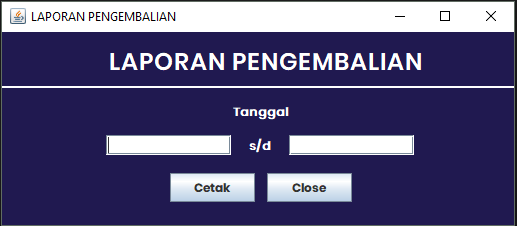 LAPORAN PENGEMBALIAN
LAPORAN PENGEMBALIAN
Tanggal
s/d
Cetak Close